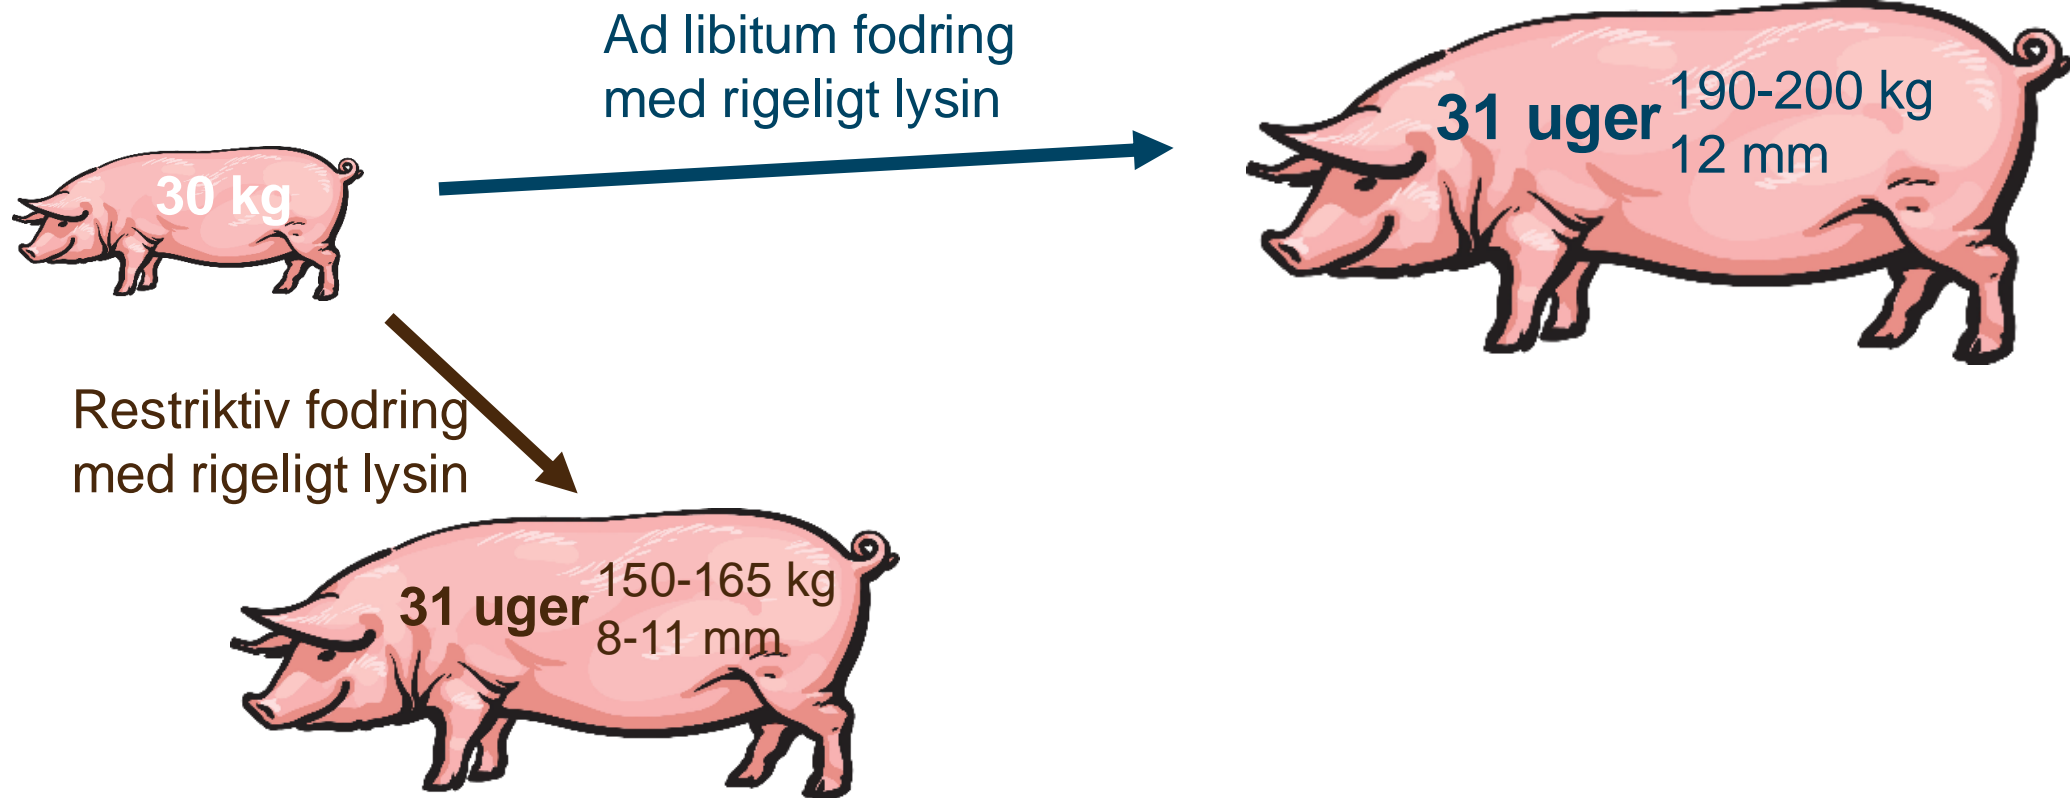 Ad libitum fodring
med rigeligt lysin
30 kg
31 uger
190-200 kg
12 mm
Restriktiv fodring
med rigeligt lysin
31 uger
150-165 kg
8-11 mm